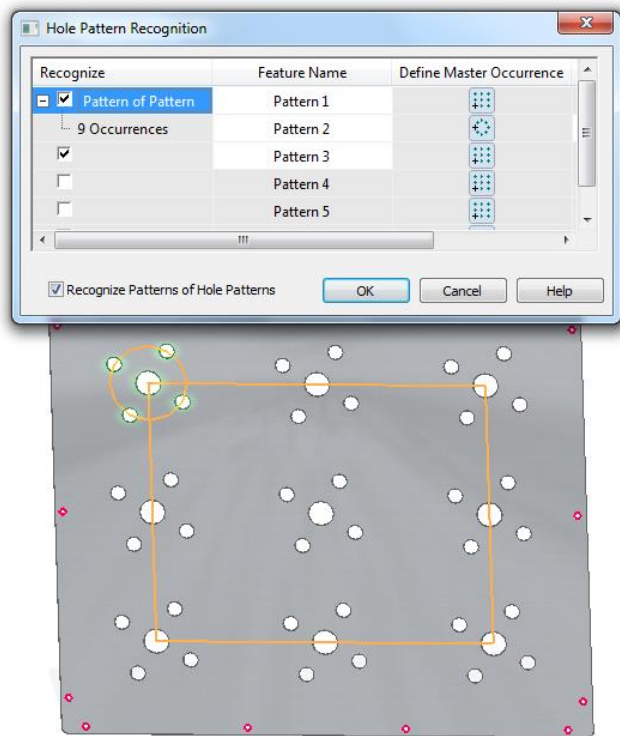 Hole Pattern Recognition
Recognize Feature Name Define Master Occurrence
Pattern of Pattern Pattern 1
9 Occurrences Pattern 2
Pattern 3
Pattern 4
Pattern 5
Recognize Patterns of Hole Patterns OK Cancel Help